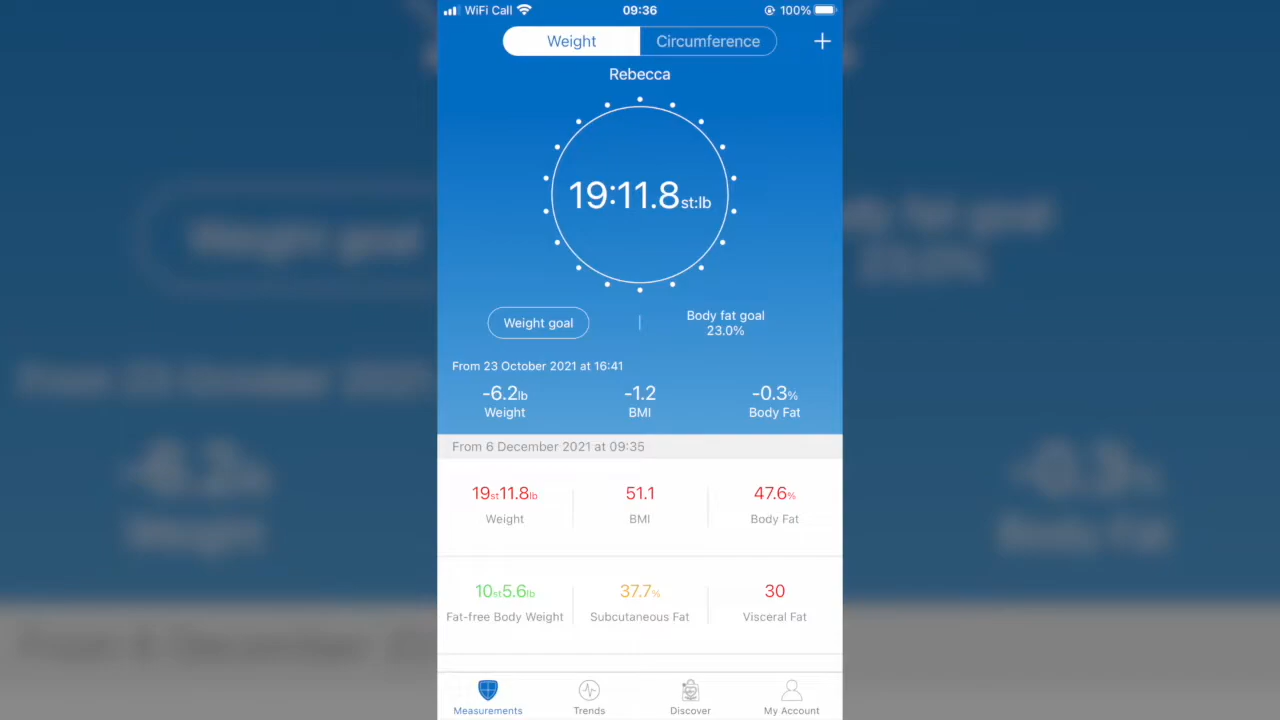 WiFi Call 09:36 100%
Weight Circumference +
Rebecca
19:11.8st:lb
Weight goal
Body fat goal
23.0%
From 23 October 2021 at 16:41
-6.2lb -1.2 -0.3%
Weight BMI Body Fat
From 6 December 2021 at 09:35
19st11.8lb 51.1 47.6%
Weight BMI Body Fat
10st5.6lb 37.7% 30
Fat-free Body Weight Subcutaneous Fat Visceral Fat
Measurements Trends Discover My Account